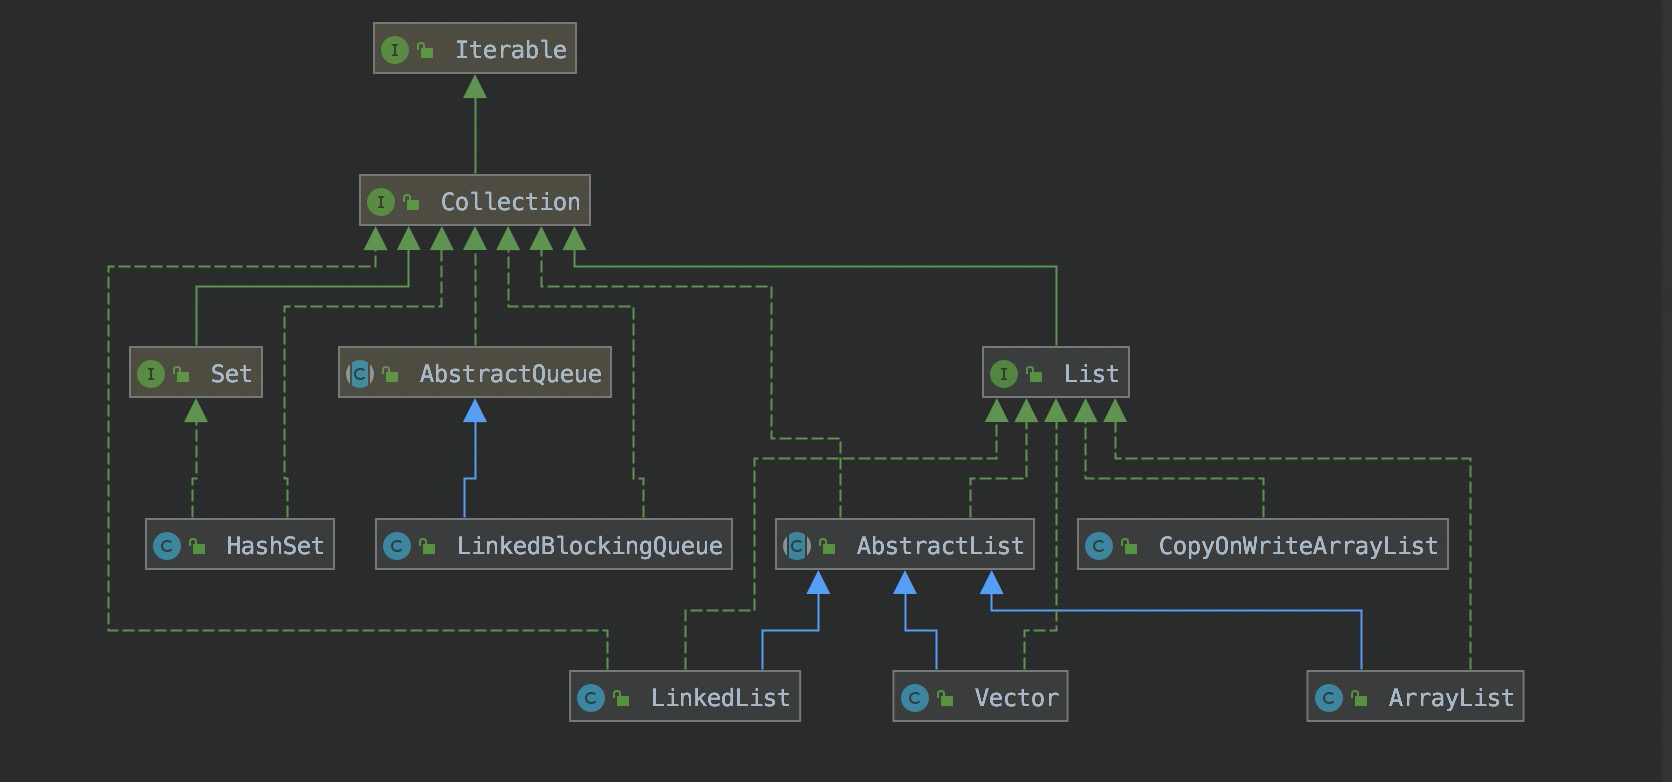 I Iterable
I Collection
I Set
C AbstractQueue
I List
C HashSet
C LinkedBlockingQueue
C AbstractList
C CopyOnWriteArrayList
C LinkedList
C Vector
C ArrayList